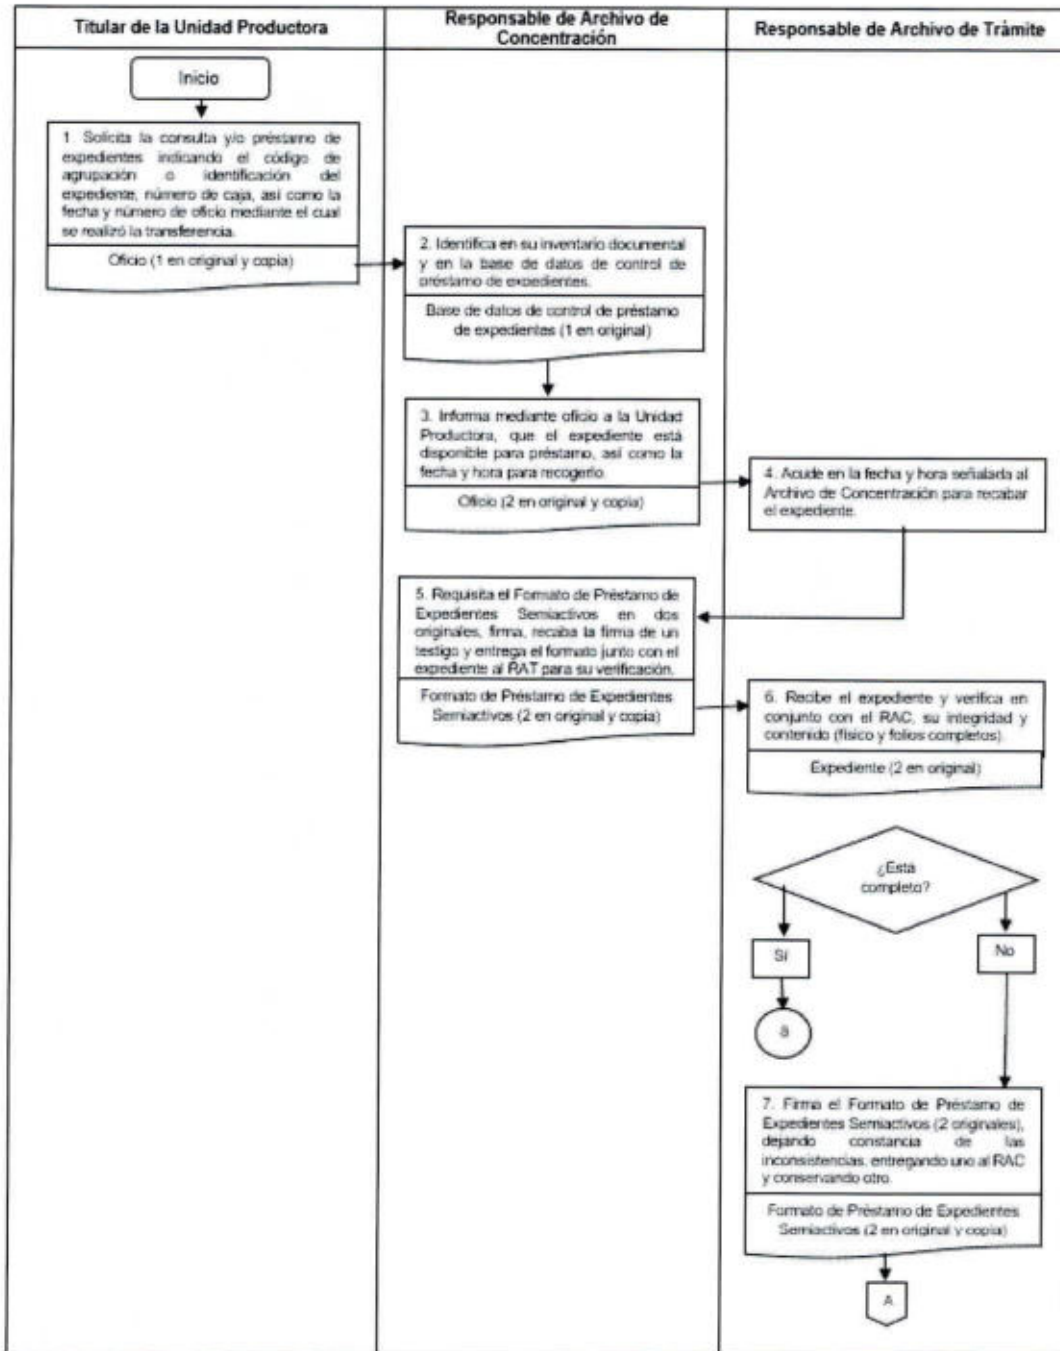 Titular de la Unidad Productora
Responsable de Archivo de
Concentración
Responsable de Archivo de Trámite
Inicio
1. Solicita la consulta y/o préstamo de
expedientes indicando el código de
agrupación o identificación del
expediente, número de caja, así como la
fecha y número de oficio mediante el cual
se realizó la transferencia.
Oficio (1 en original y copia)
2. Identifica en su inventario documental
y en la base de datos de control de
préstamo de expedientes.
Base de datos de control de préstamo
de expedientes (1 en original)
3. Informa mediante oficio a la Unidad
Productora, que el expediente está
disponible para préstamo, así como la
fecha y hora para recogerlo.
Oficio (2 en original y copia)
4. Acude en la fecha y hora señalada al
Archivo de Concentración para recabar
el expediente.
5. Requisita el Formato de Préstamo de
Expedientes Semiactivos en dos
originales, firma, recaba la firma de un
testigo y entrega el formato junto con el
expediente al RAT para su verificación.
Formato de Préstamo de Expedientes
Semiactivos (2 en original y copia)
6. Recibe el expediente y verifica en
conjunto con el RAC, su integridad y
contenido (físico y folios completos).
Expediente (2 en original)
¿Está
completo?
Sí
No
8
7. Firma el Formato de Préstamo de
Expedientes Semiactivos (2 originales),
dejando constancia de las
inconsistencias, entregando uno al RAC
y conservando otro.
Formato de Préstamo de Expedientes
Semiactivos (2 en original y copia)
A